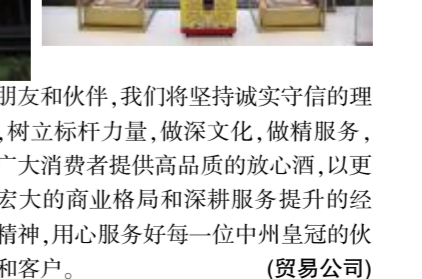 朋友和伙伴,我们将坚持诚实守信的理
,树立标杆力量,做深文化,做精服务,
广大消费者提供高品质的放心酒,以更
宏大的商业格局和深耕服务提升的经
精神,用心服务好每一位中州皇冠的伙
和客户。 (贸易公司)